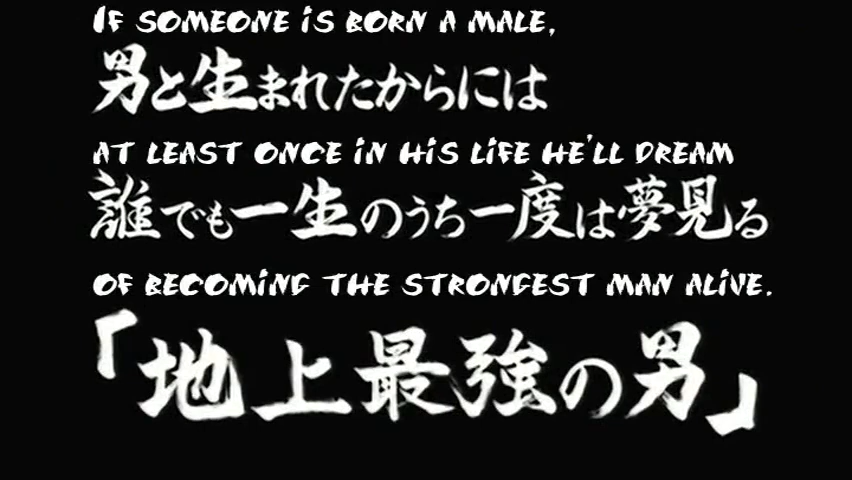 If someone is born a male,
男と生まれたからには
at least once in his life he'll dream
誰でも一生のうち一度は夢見る
of becoming the strongest man alive.
「地上最強の男」